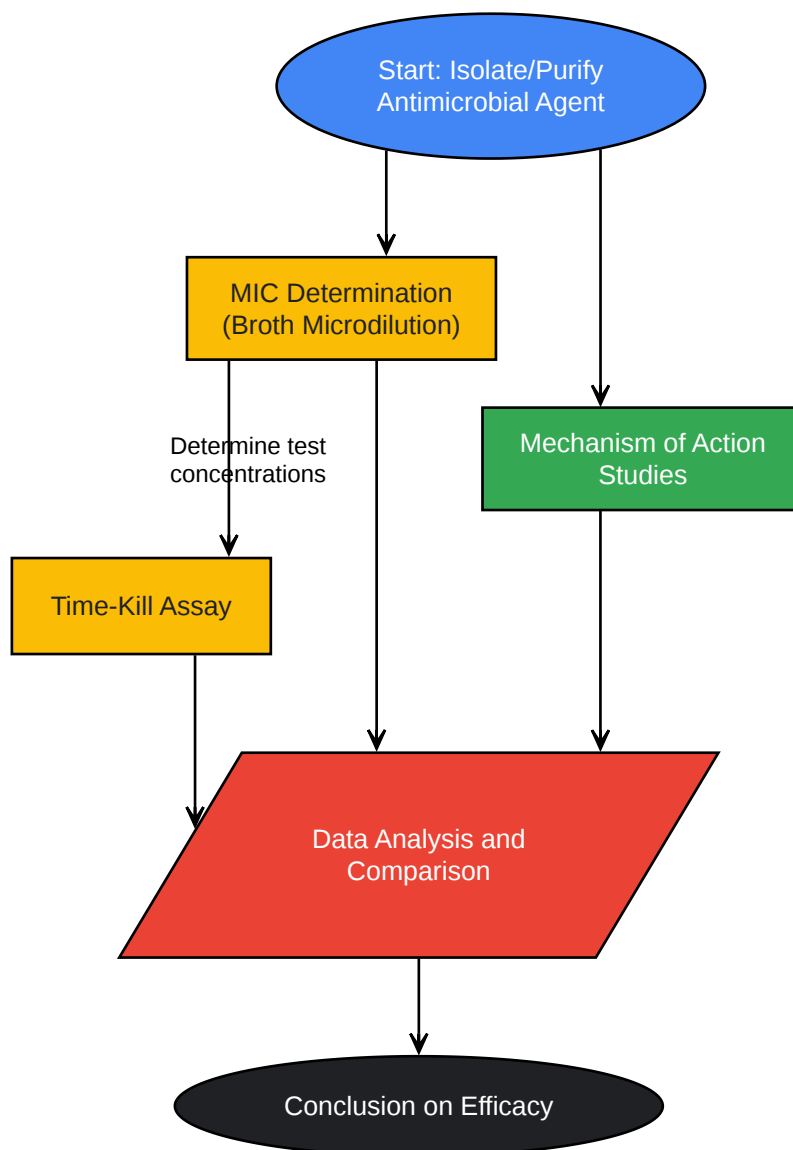 Start: Isolate/Purify
Antimicrobial Agent
MIC Determination
(Broth Microdilution)
Mechanism of Action
Studies
Determine test
concentrations
Time-Kill Assay
Data Analysis and
Comparison
Conclusion on Efficacy